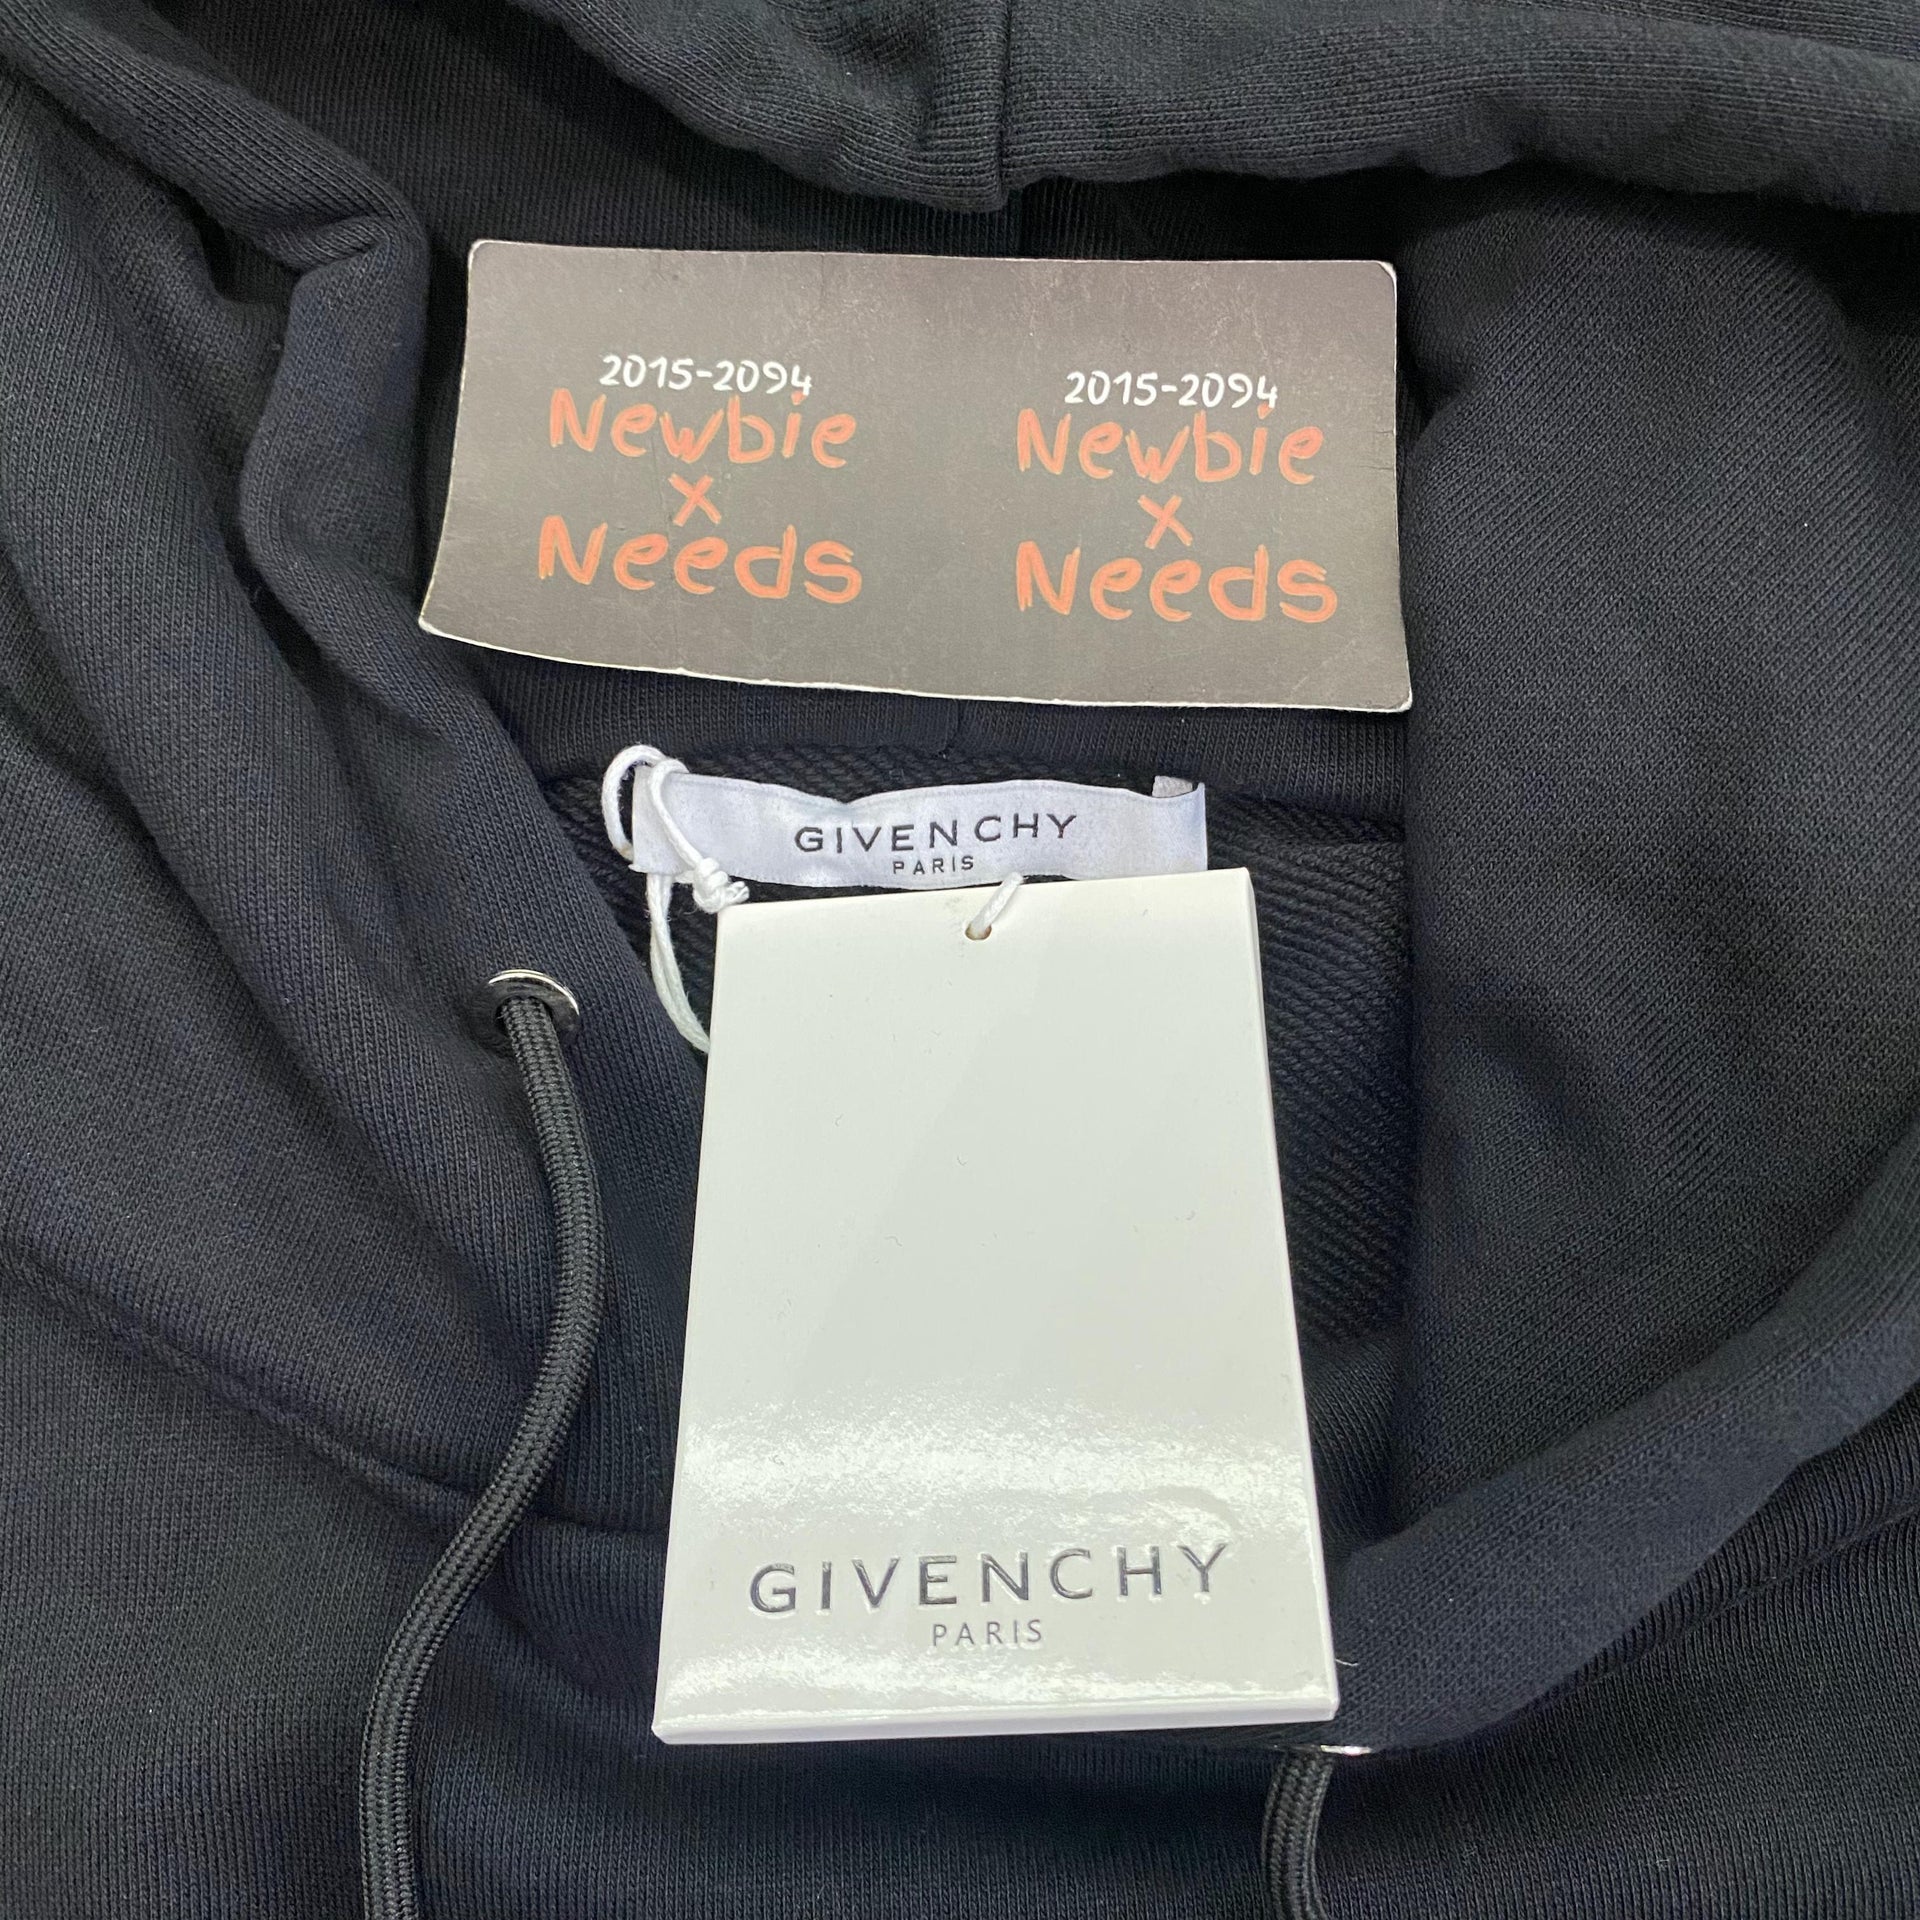 2015-2094
Newbie
x
Needs
2015-2094
Newbie
x
Needs
GIVENCHY
PARIS
GIVENCHY
PARIS